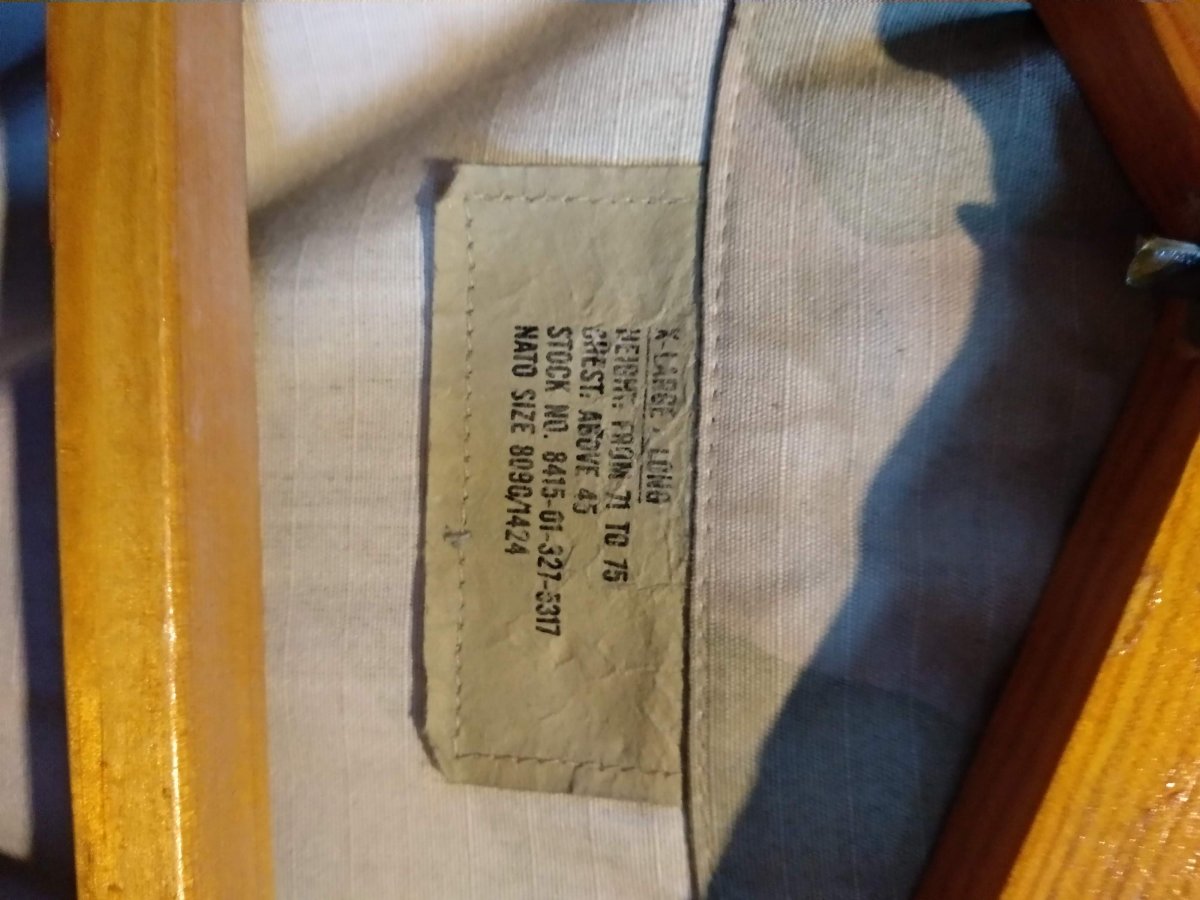 X-LARGE - LONG
HEIGHT: FROM 71 TO 75
CHEST: ABOVE 45
STOCK NO. 8415-01-327-5317
NATO SIZE 8090/1424